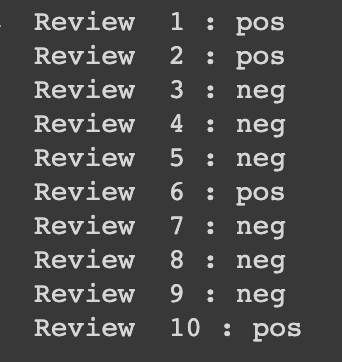 Review  1 : pos
Review  2 : pos
Review  3 : neg
Review  4 : neg
Review  5 : neg
Review  6 : pos
Review  7 : neg
Review  8 : neg
Review  9 : neg
Review  10 : pos